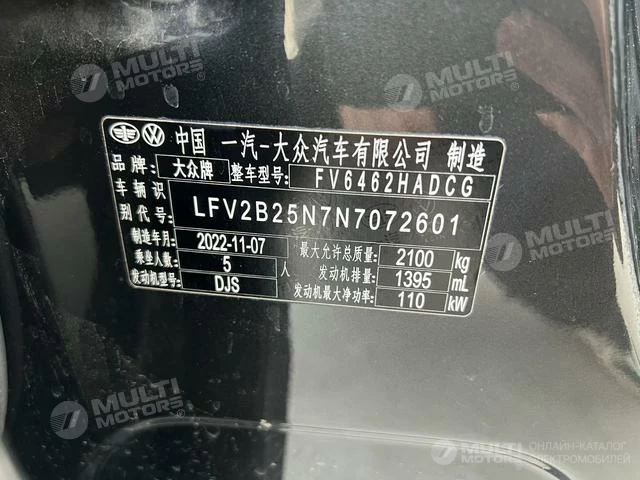 中国 一汽-大众汽车有限公司 制造
品牌: 大众牌 整车型号: FV6462HADCG
车辆识别代号: LFV2B25N7N7072601
制造年月: 2022-11-07 最大允许总质量: 2100 kg
乘坐人数: 5 人 发动机排量: 1395 mL
发动机型号: DJS 发动机最大净功率: 110 kW
MULTI MOTORS
MULTI MOTORS
MULTI MOTORS
MULTI MOTORS
MULTI MOTORS
MULTI MOTORS ОНЛАЙН-КАТАЛОГ ЭЛЕКТРОМОБИЛЕЙ